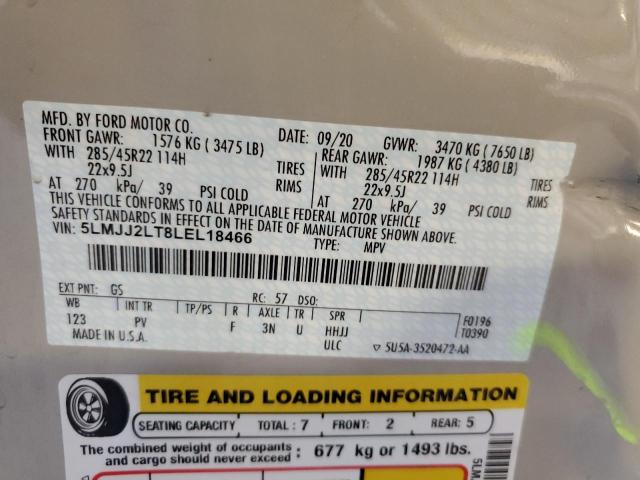 MFD. BY FORD MOTOR CO.
DATE: 09/20 GVWR: 3470 KG ( 7650 LB)
FRONT GAWR: 1576 KG ( 3475 LB) REAR GAWR: 1987 KG ( 4380 LB)
WITH 285/45R22 114H TIRES WITH 285/45R22 114H TIRES
22x9.5J RIMS 22x9.5J RIMS
AT 270 kPa/ 39 PSI COLD AT 270 kPa/ 39 PSI COLD
THIS VEHICLE CONFORMS TO ALL APPLICABLE FEDERAL MOTOR VEHICLE
SAFETY STANDARDS IN EFFECT ON THE DATE OF MANUFACTURE SHOWN ABOVE.
VIN: 5LMJJ2LT8LEL18466
TYPE: MPV
EXT PNT: GS RC: 57 DSO:
WB INT TR TP/PS R AXLE TR SPR
123 PV F 3N U HHJJ
F0196
T0390
MADE IN U.S.A. ULC ▽ 5U5A-3520472-AA
TIRE AND LOADING INFORMATION
SEATING CAPACITY TOTAL : 7 FRONT: 2 REAR: 5
The combined weight of occupants
and cargo should never exceed : 677 kg or 1493 lbs.
5LM